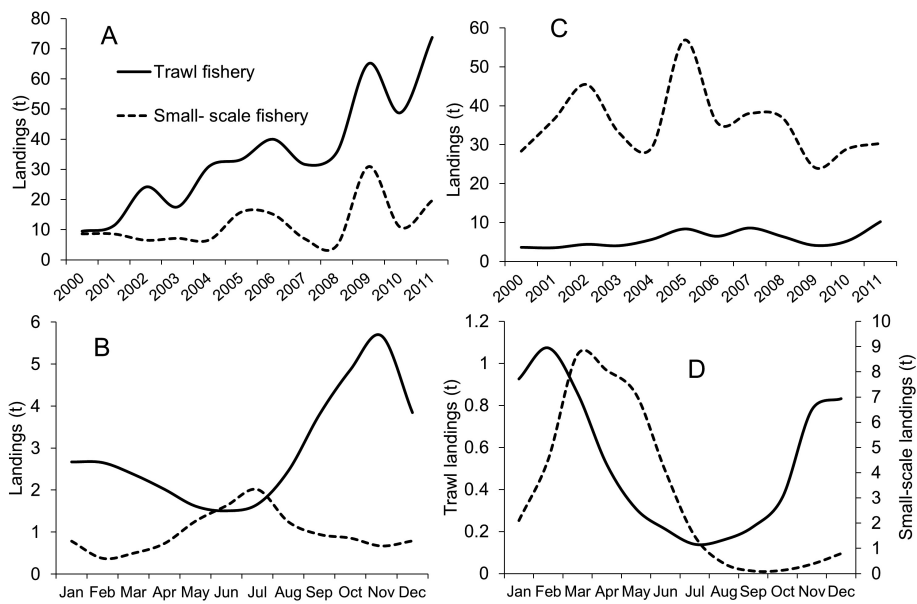 A
Trawl fishery
Small- scale fishery
Landings (t)
80
70
60
50
40
30
20
10
0
2000 2001 2002 2003 2004 2005 2006 2007 2008 2009 2010 2011
C
Landings (t)
60
50
40
30
20
10
0
2000 2001 2002 2003 2004 2005 2006 2007 2008 2009 2010 2011
B
Landings (t)
6
5
4
3
2
1
0
Jan Feb Mar Apr May Jun Jul Aug Sep Oct Nov Dec
D
Trawl landings (t)
1.2
1
0.8
0.6
0.4
0.2
0
Jan Feb Mar Apr May Jun Jul Aug Sep Oct Nov Dec
10
9
8
7
6
5
4
3
2
1
0
Small-scale landings (t)